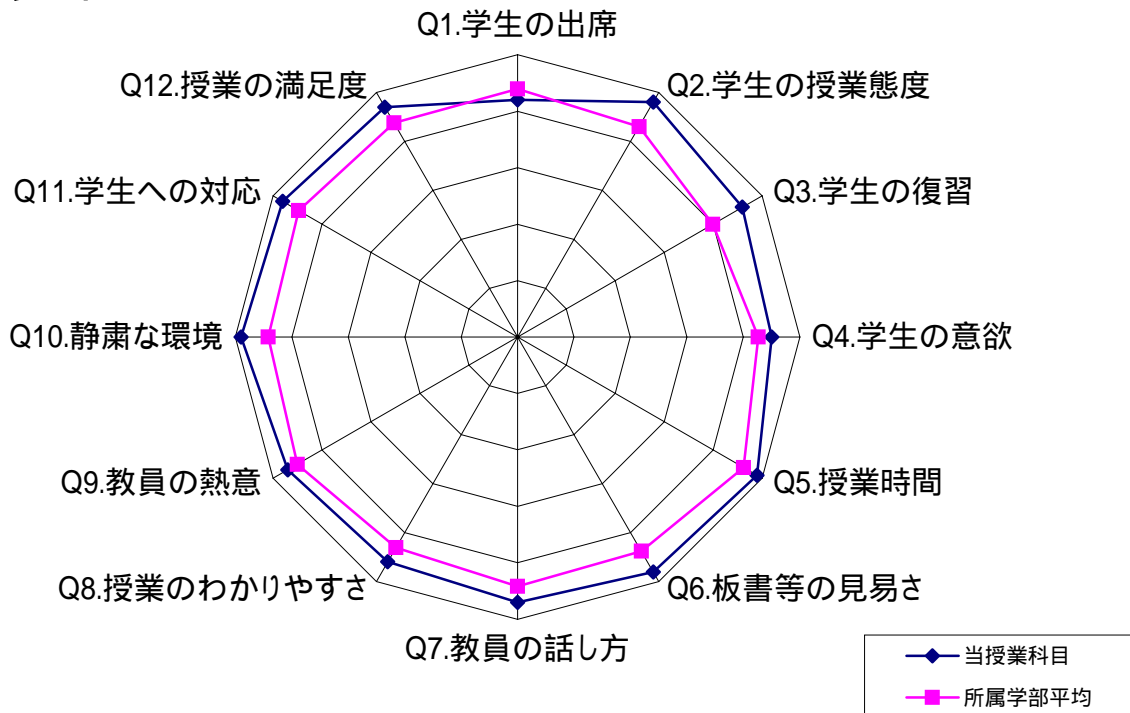 Q1.学生の出席
Q12.授業の満足度
Q2.学生の授業態度
Q11.学生への対応
Q3.学生の復習
Q10.静粛な環境
Q4.学生の意欲
Q9.教員の熱意
Q5.授業時間
Q8.授業のわかりやすさ
Q6.板書等の見易さ
Q7.教員の話し方
当授業科目
所属学部平均